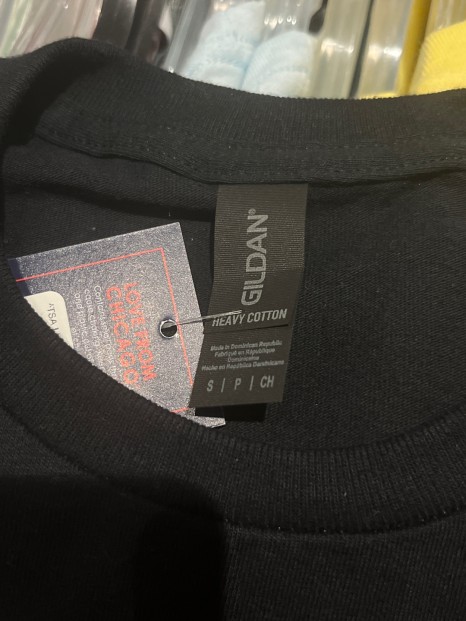 GILDAN®
HEAVY COTTON
Made in Dominican Republic
Fabriqué en République
Dominicaine
Hecho en República Dominicana
S | P | CH
LOVE FROM
CHICAGO
ATSA